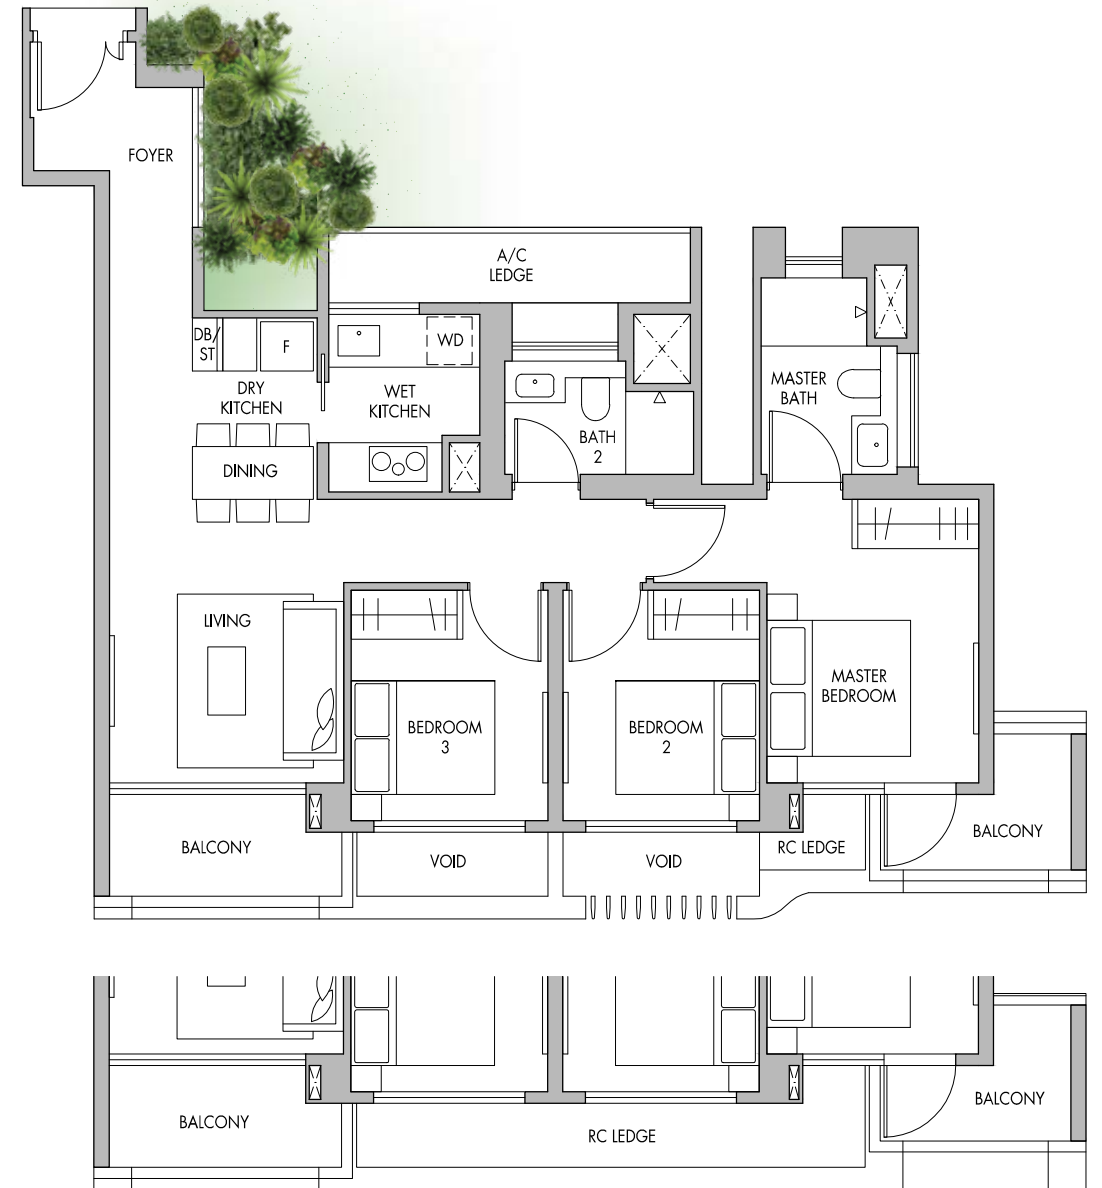 FOYER
A/C
LEDGE
DB/
ST
F
WD
DRY
KITCHEN
WET
KITCHEN
MASTER
BATH
BATH
2
DINING
LIVING
BEDROOM
3
BEDROOM
2
MASTER
BEDROOM
BALCONY
VOID
VOID
RC LEDGE
BALCONY
BALCONY
RC LEDGE
BALCONY